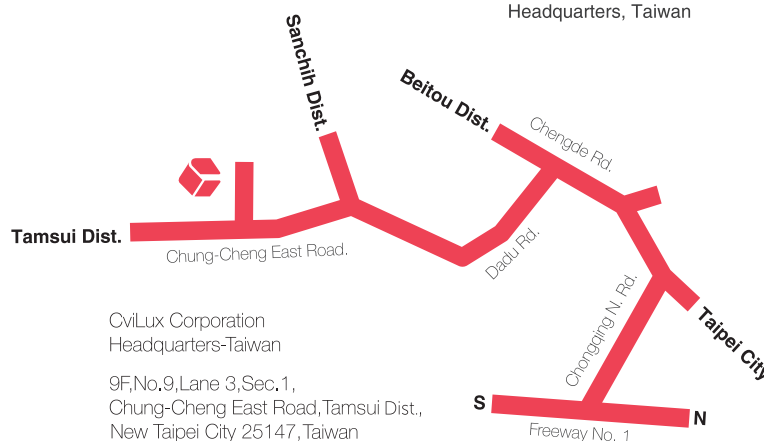 Headquarters, Taiwan
Sanchih Dist.
Beitou Dist.
Chengde Rd.
Tamsui Dist.
Chung-Cheng East Road.
Dadu Rd.
Chongqing N. Rd.
Taipei City
CviLux Corporation
Headquarters-Taiwan
9F,No.9,Lane 3,Sec.1,
Chung-Cheng East Road,Tamsui Dist.,
New Taipei City 25147,Taiwan
S
N
Freeway No. 1